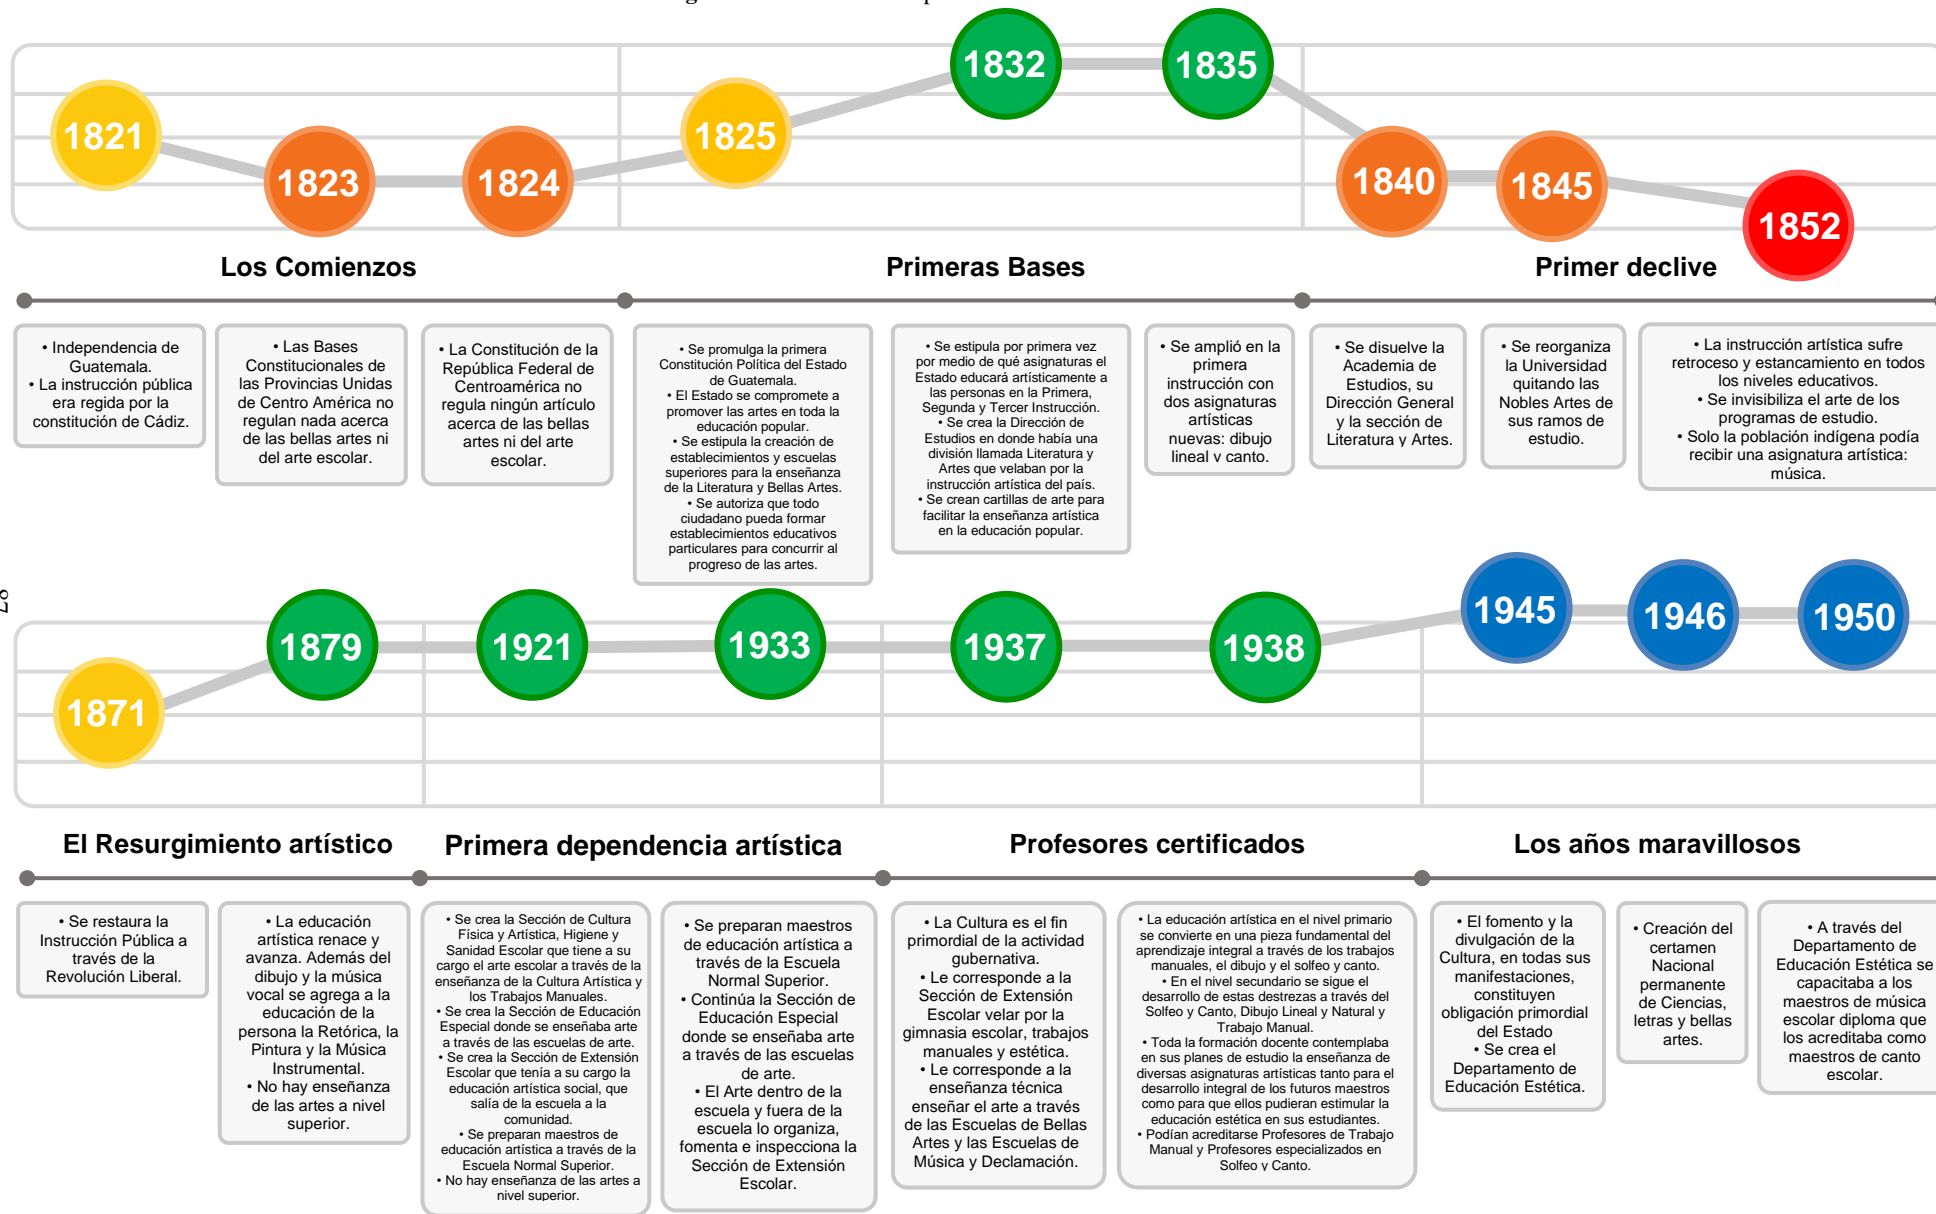 1821
1823
1824
1825
1832
1835
1840
1845
1852
Los Comienzos
Primeras Bases
Primer declive
• Independencia de
Guatemala.
• La instrucción pública
era regida por la
constitución de Cádiz.
• Las Bases
Constitucionales de
las Provincias Unidas
de Centro América no
regulan nada acerca
de las bellas artes ni
del arte escolar.
• La Constitución de la
República Federal de
Centroamérica no
regula ningún artículo
acerca de las bellas
artes ni del arte
escolar.
• Se promulga la primera
Constitución Política del Estado
de Guatemala.
• El Estado se compromete a
promover las artes en toda la
educación popular.
• Se estipula la creación de
establecimientos y escuelas
superiores para la enseñanza
de la Literatura y Bellas Artes.
• Se autoriza que todo
ciudadano pueda formar
establecimientos educativos
particulares para concurrir al
progreso de las artes.
• Se estipula por primera vez
por medio de qué asignaturas el
Estado educará artísticamente a
las personas en la Primera,
Segunda y Tercer Instrucción.
• Se crea la Dirección de
Estudios en donde había una
división llamada Literatura y
Artes que velaban por la
instrucción artística del país.
• Se crean cartillas de arte para
facilitar la enseñanza artística
en la educación popular.
• Se amplió en la
primera
instrucción con
dos asignaturas
artísticas
nuevas: dibujo
lineal y canto.
• Se disuelve la
Academia de
Estudios, su
Dirección General
y la sección de
Literatura y Artes.
• Se reorganiza
la Universidad
quitando las
Nobles Artes de
sus ramos de
estudio.
• La instrucción artística sufre
retroceso y estancamiento en todos
los niveles educativos.
• Se invisibiliza el arte de los
programas de estudio.
• Solo la población indígena podía
recibir una asignatura artística:
música.
87
1871
1879
1921
1933
1937
1938
1945
1946
1950
El Resurgimiento artístico
Primera dependencia artística
Profesores certificados
Los años maravillosos
• Se restaura la
Instrucción Pública a
través de la
Revolución Liberal.
• La educación
artística renace y
avanza. Además del
dibujo y la música
vocal se agrega a la
educación de la
persona la Retórica, la
Pintura y la Música
Instrumental.
• No hay enseñanza
de las artes a nivel
superior.
• Se crea la Sección de Cultura
Física y Artística, Higiene y
Sanidad Escolar que tiene a su
cargo el arte escolar a través de la
enseñanza de la Cultura Artística y
los Trabajos Manuales.
• Se crea la Sección de Educación
Especial donde se enseñaba arte
a través de las escuelas de arte.
• Se crea la Sección de Extensión
Escolar que tenía a su cargo la
educación artística social, que
salía de la escuela a la
comunidad.
• Se preparan maestros de
educación artística a través de la
Escuela Normal Superior.
• No hay enseñanza de las artes a
nivel superior.
• Se preparan maestros
de educación artística a
través de la Escuela
Normal Superior.
• Continúa la Sección de
Educación Especial
donde se enseñaba arte
a través de las escuelas
de arte.
• El Arte dentro de la
escuela y fuera de la
escuela lo organiza,
fomenta e inspecciona la
Sección de Extensión
Escolar.
• La Cultura es el fin
primordial de la actividad
gubernativa.
• Le corresponde a la
Sección de Extensión
Escolar velar por la
gimnasia escolar, trabajos
manuales y estética.
• Le corresponde a la
enseñanza técnica
enseñar el arte a través
de las Escuelas de Bellas
Artes y las Escuelas de
Música y Declamación.
• La educación artística en el nivel primario
se convierte en una pieza fundamental del
aprendizaje integral a través de los trabajos
manuales, el dibujo y el solfeo y canto.
• En el nivel secundario se sigue el
desarrollo de estas destrezas a través del
Solfeo y Canto, Dibujo Lineal y Natural y
Trabajo Manual.
• Toda la formación docente contemplaba
en sus planes de estudio la enseñanza de
diversas asignaturas artísticas tanto para el
desarrollo integral de los futuros maestros
como para que ellos pudieran estimular la
educación estética en sus estudiantes.
• Podían acreditarse Profesores de Trabajo
Manual y Profesores especializados en
Solfeo y Canto.
• El fomento y la
divulgación de la
Cultura, en todas sus
manifestaciones,
constituyen
obligación primordial
del Estado
• Se crea el
Departamento de
Educación Estética.
• Creación del
certamen
Nacional
permanente
de Ciencias,
letras y bellas
artes.
• A través del
Departamento de
Educación Estética se
capacitaba a los
maestros de música
escolar diploma que
los acreditaba como
maestros de canto
escolar.